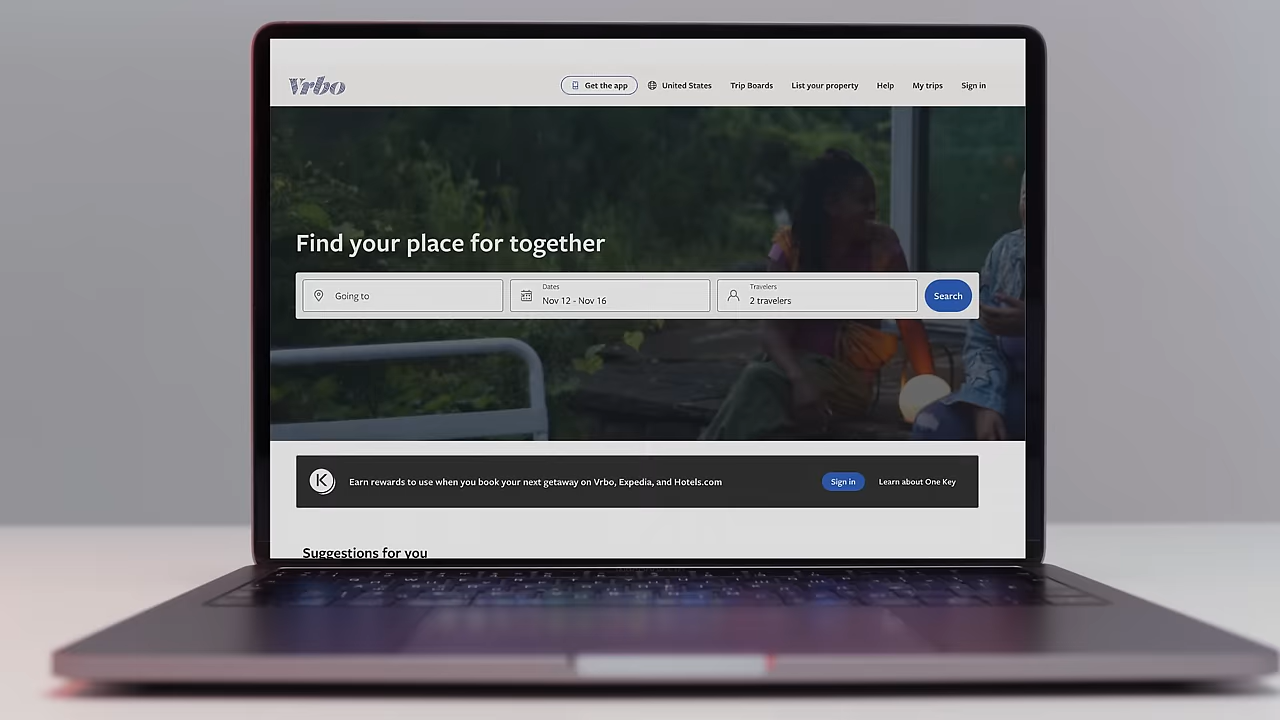 Vrbo
Get the app
United States
Trip Boards
List your property
Help
My trips
Sign in
Find your place for together
Going to
Dates
Nov 12 - Nov 16
Travelers
2 travelers
Search
K
Earn rewards to use when you book your next getaway on Vrbo, Expedia, and Hotels.com
Sign in
Learn about One Key
Suggestions for you